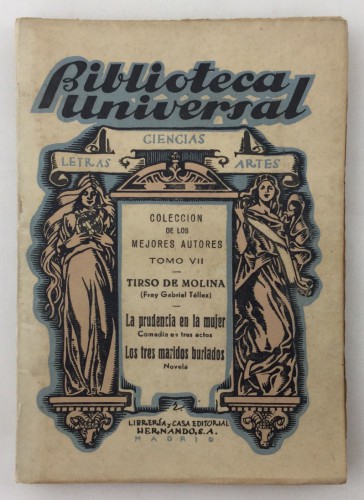 Biblioteca
Universal
CIENCIAS
LETRAS
ARTES
COLECCION
DE LOS
MEJORES AUTORES
TOMO VII
TIRSO DE MOLINA
(Fray Gabriel Téllez)
La prudencia en la mujer
Comedia en tres actos
Los tres maridos burlados
Novela
LIBRERÍA Y CASA EDITORIAL
HERNANDO, S.A.
MADRID